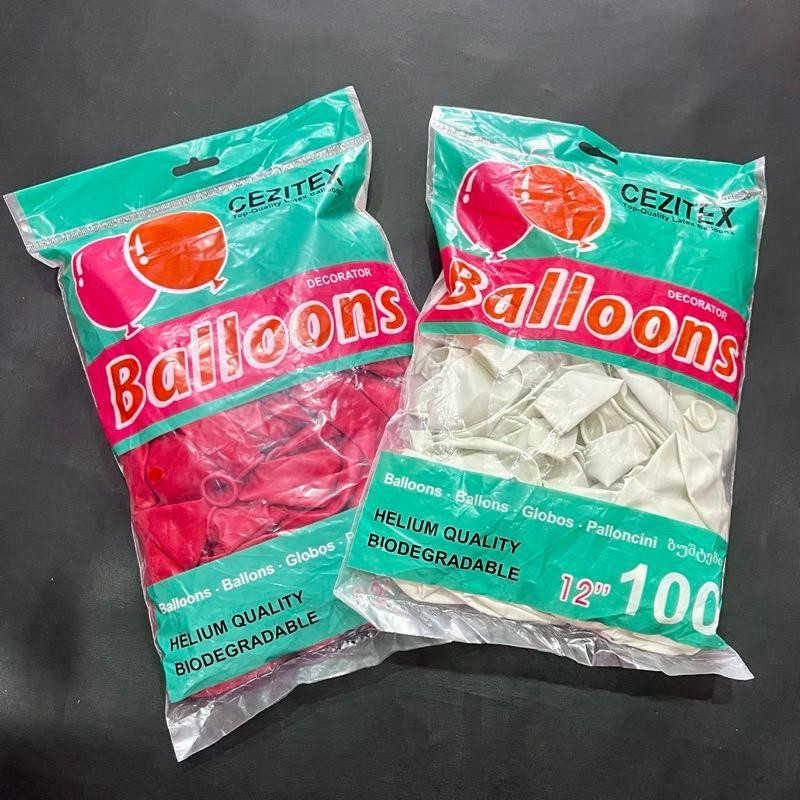 CEZITEX
Top-Quality Latex Balloons
DECORATOR
Balloons
Balloons · Ballons · Globos ·
HELIUM QUALITY
BIODEGRADABLE
CEZITEX
Top-Quality Latex Balloons
DECORATOR
Balloons
Balloons · Ballons · Globos · Palloncini ბუშტები
HELIUM QUALITY
BIODEGRADABLE
12” 100